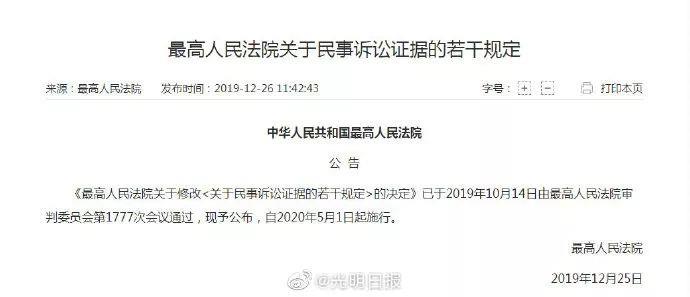 最高人民法院关于民事诉讼证据的若干规定
来源：最高人民法院 发布时间：2019-12-26 11:42:43 字号： + － 打印本页
中华人民共和国最高人民法院
公 告
《最高人民法院关于修改<关于民事诉讼证据的若干规定>的决定》已于2019年10月14日由最高人民法院审
判委员会第1777次会议通过，现予公布，自2020年5月1日起施行。
最高人民法院
2019年12月25日
@光明日报